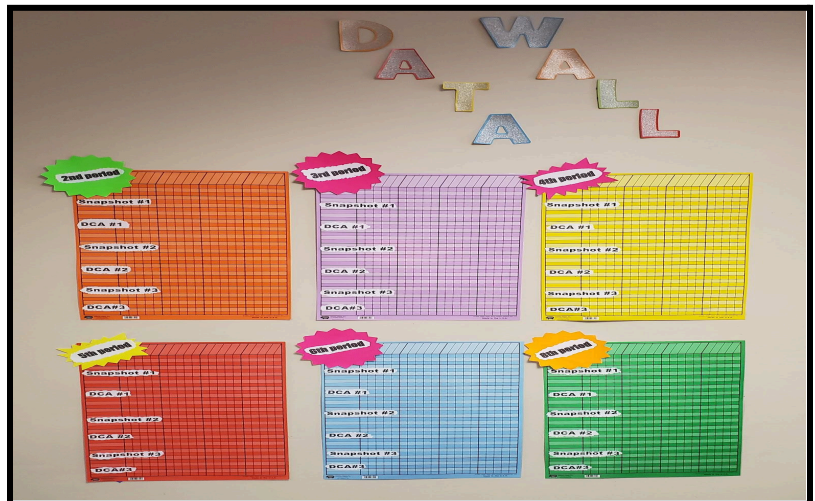 DATA
WALL
2nd period
Snapshot #1
DCA #1
Snapshot #2
DCA #2
Snapshot #3
DCA#3
3rd period
Snapshot #1
DCA #1
Snapshot #2
DCA #2
Snapshot #3
DCA#3
4th period
Snapshot #1
DCA #1
Snapshot #2
DCA #2
Snapshot #3
DCA#3
5th period
Snapshot #1
DCA #1
Snapshot #2
DCA #2
Snapshot #3
DCA#3
6th period
Snapshot #1
DCA #1
Snapshot #2
DCA #2
Snapshot #3
DCA#3
8th period
Snapshot #1
DCA #1
Snapshot #2
DCA #2
Snapshot #3
DCA#3